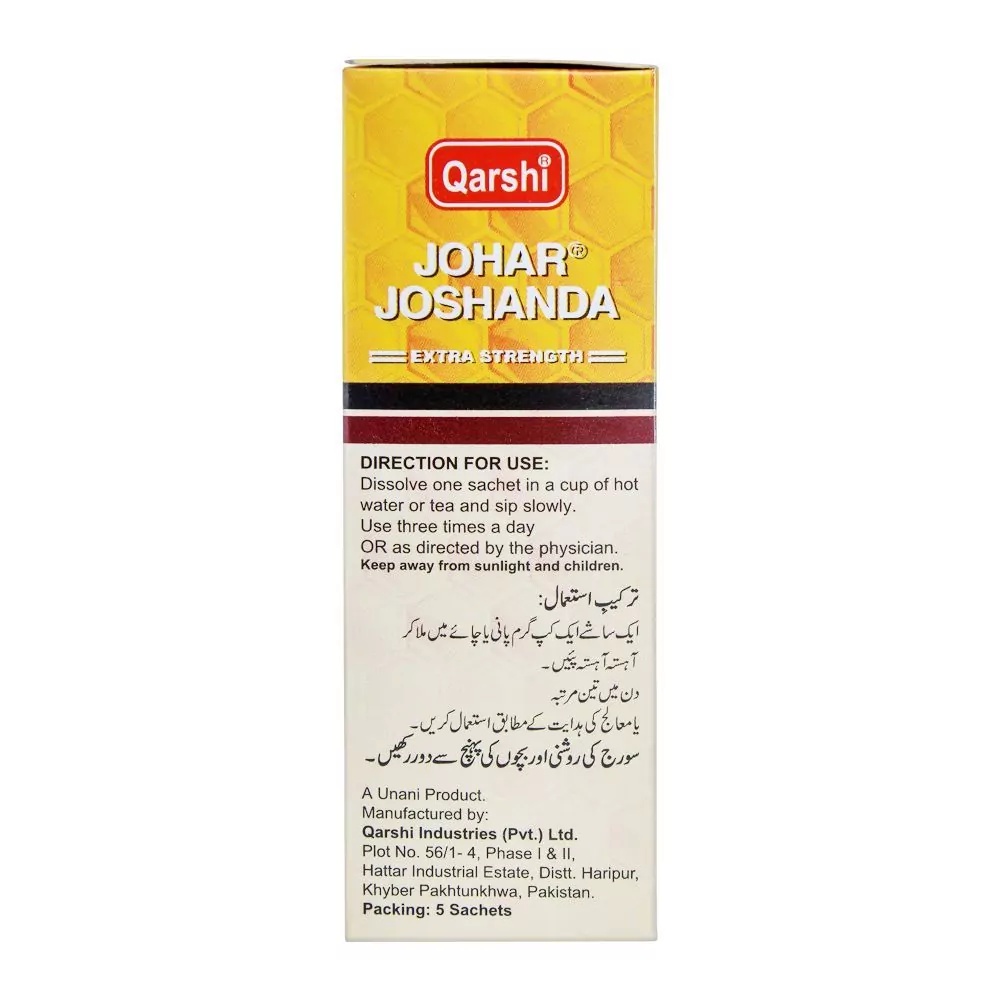 Qarshi®
JOHAR®
JOSHANDA
EXTRA STRENGTH
DIRECTION FOR USE:
Dissolve one sachet in a cup of hot
water or tea and sip slowly.
Use three times a day
OR as directed by the physician.
Keep away from sunlight and children.
ترکیبِ استعمال:
ایک ساشے ایک کپ گرم پانی یا چائے میں ملا کر
آہستہ آہستہ پئیں۔
دن میں تین مرتبہ
یا معالج کی ہدایت کے مطابق استعمال کریں۔
سورج کی روشنی اور بچوں کی پہنچ سے دور رکھیں۔
A Unani Product.
Manufactured by:
Qarshi Industries (Pvt.) Ltd.
Plot No. 56/1- 4, Phase I & II,
Hattar Industrial Estate, Distt. Haripur,
Khyber Pakhtunkhwa, Pakistan.
Packing: 5 Sachets